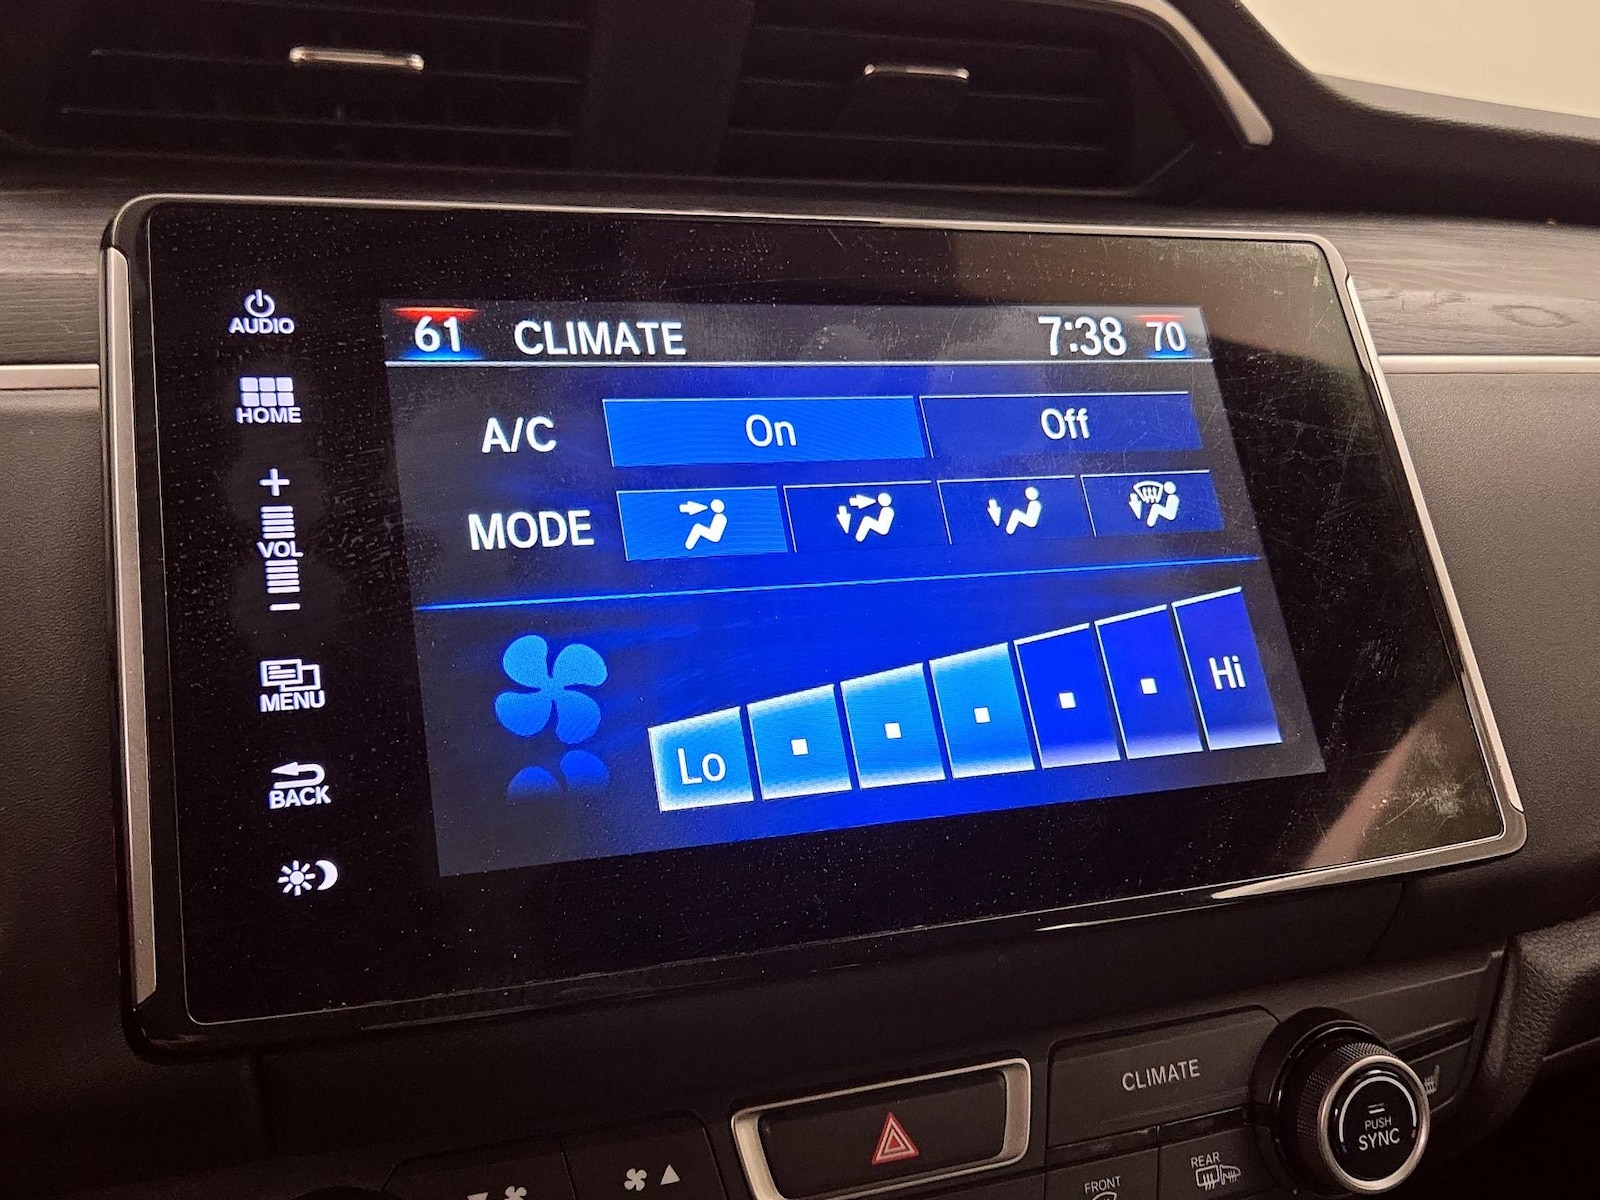 AUDIO
HOME
VOL
MENU
BACK
61 CLIMATE 7:38 70
A/C On Off
MODE
Lo Hi
CLIMATE
PUSH
SYNC
FRONT
REAR